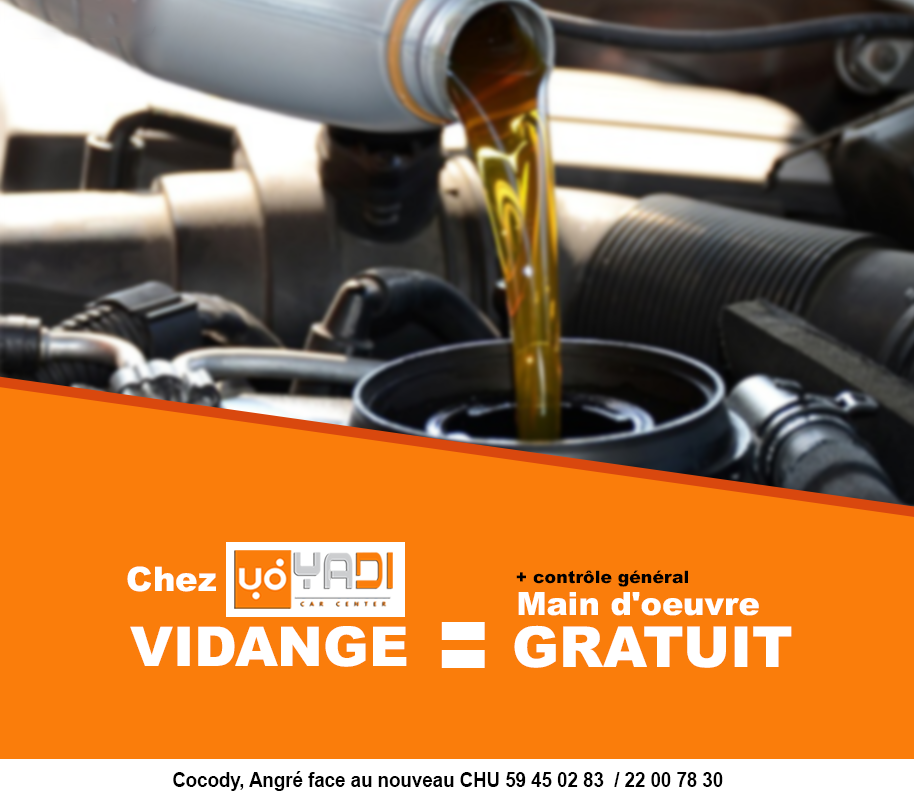 Chez
yo YADI
CAR CENTER
VIDANGE
=
+ contrôle général
Main d'oeuvre
GRATUIT
Cocody, Angré face au nouveau CHU 59 45 02 83 / 22 00 78 30